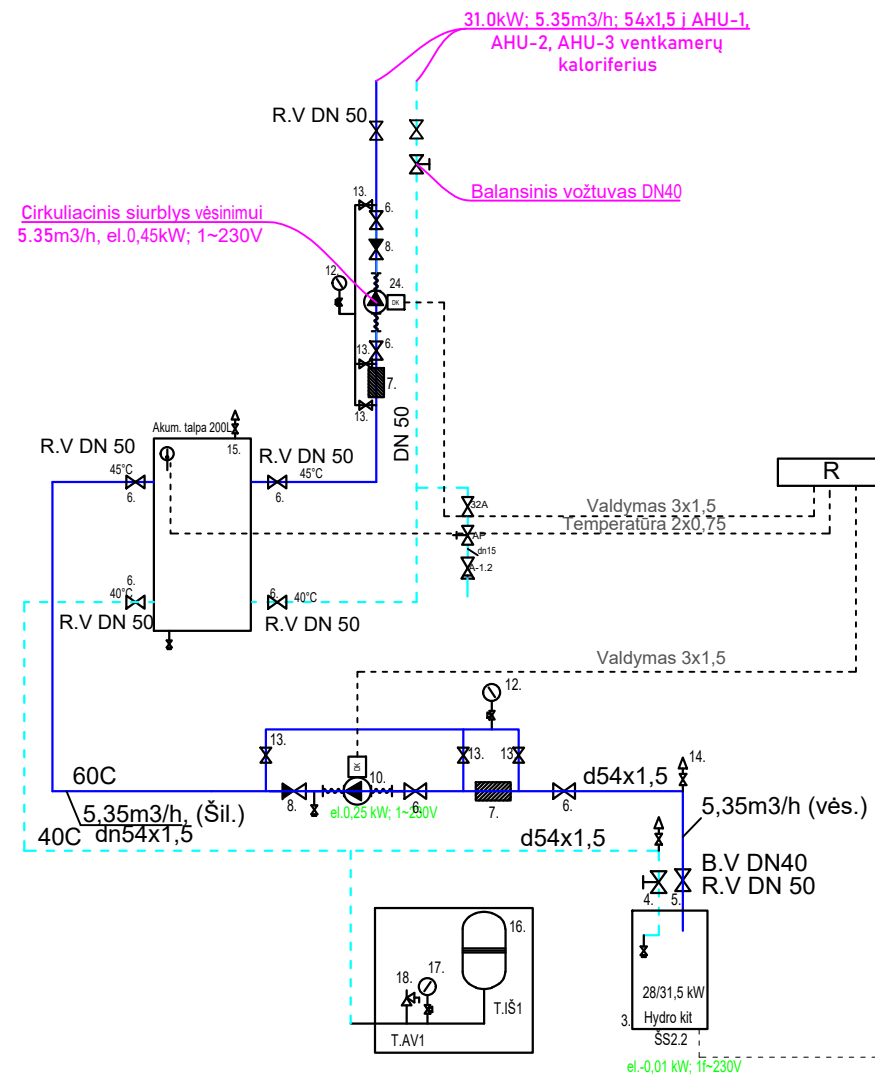 31.0kW; 5.35m3/h; 54x1,5 į AHU-1,
AHU-2, AHU-3 ventkamerų
kaloriferius
R.V DN 50
Balansinis vožtuvas DN40
13.
6.
Cirkuliacinis siurblys vėsinimui
5.35m3/h, el.0,45kW; 1~230V
8.
12.
24.
DK
13.
6.
7.
13.
DN 50
Akum. talpa 200L
15.
R.V DN 50
45°C
6.
R.V DN 50
45°C
6.
R
32A
Valdymas 3x1,5
Temperatūra 2x0,75
AP
dn15
A-1.2
6.
40°C
6.
40°C
R.V DN 50
R.V DN 50
Valdymas 3x1,5
12.
13.
13.
13
DK
10.
60C
8.
6.
7.
6.
d54x1,5
14.
el.0,25 kW; 1~230V
5,35m3/h, (Šil.)
dn54x1,5
40C
d54x1,5
5,35m3/h (vės.)
B.V DN40
R.V DN 50
4.
5.
16.
17.
18.
T.IŠ1
T.AV1
28/31,5 kW
3.
Hydro kit
ŠS2.2
el.-0,01 kW; 1f~230V